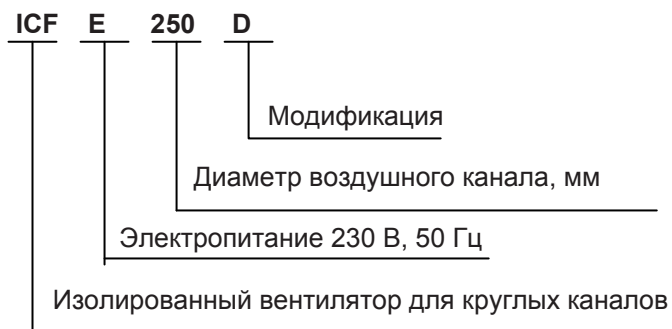 ICF E 250 D
Модификация
Диаметр воздушного канала, мм
Электропитание 230 В, 50 Гц
Изолированный вентилятор для круглых каналов